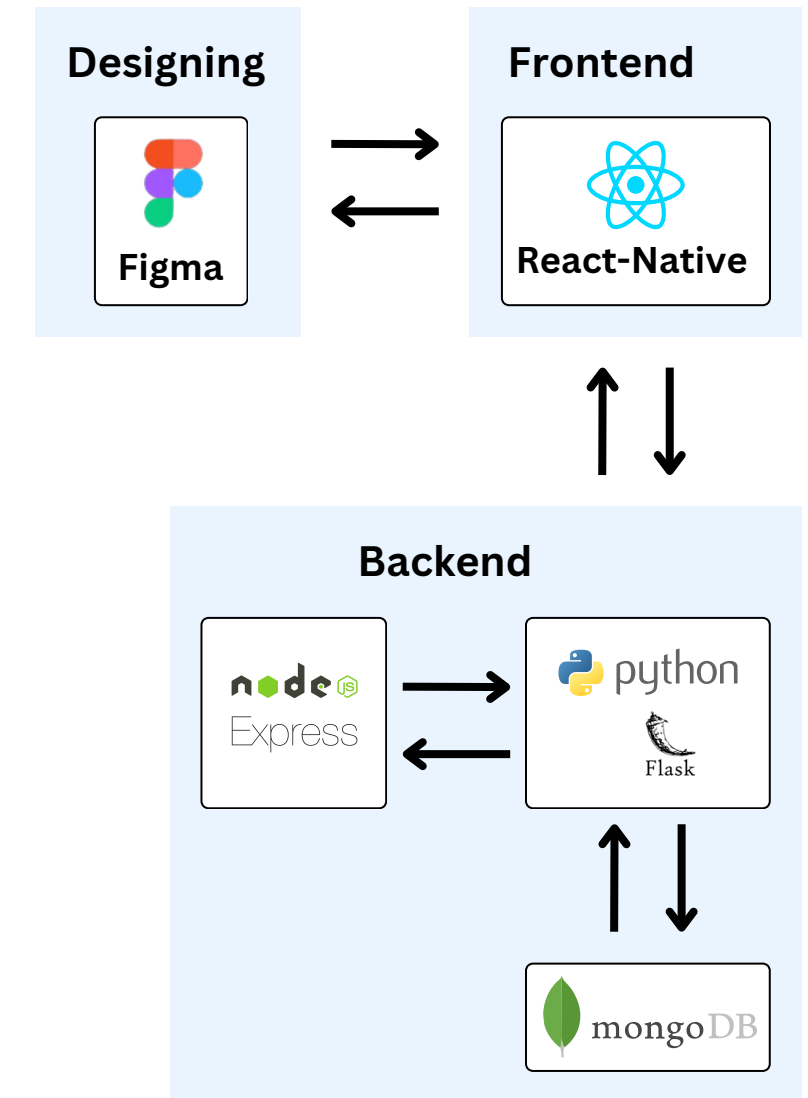 Designing
Frontend
Figma
React-Native
Backend
node
JS
Express
python
Flask
mongoDB